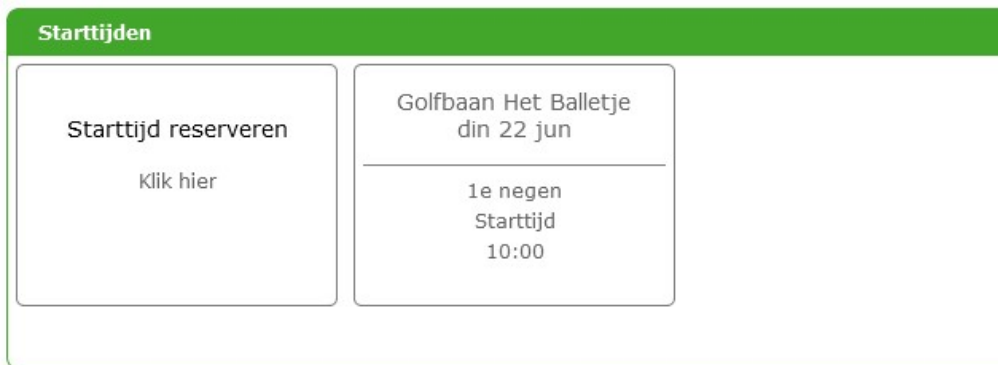 Starttijden
Starttijd reserveren
Klik hier
Golfbaan Het Balletje
din 22 jun
1e negen
Starttijd
10:00